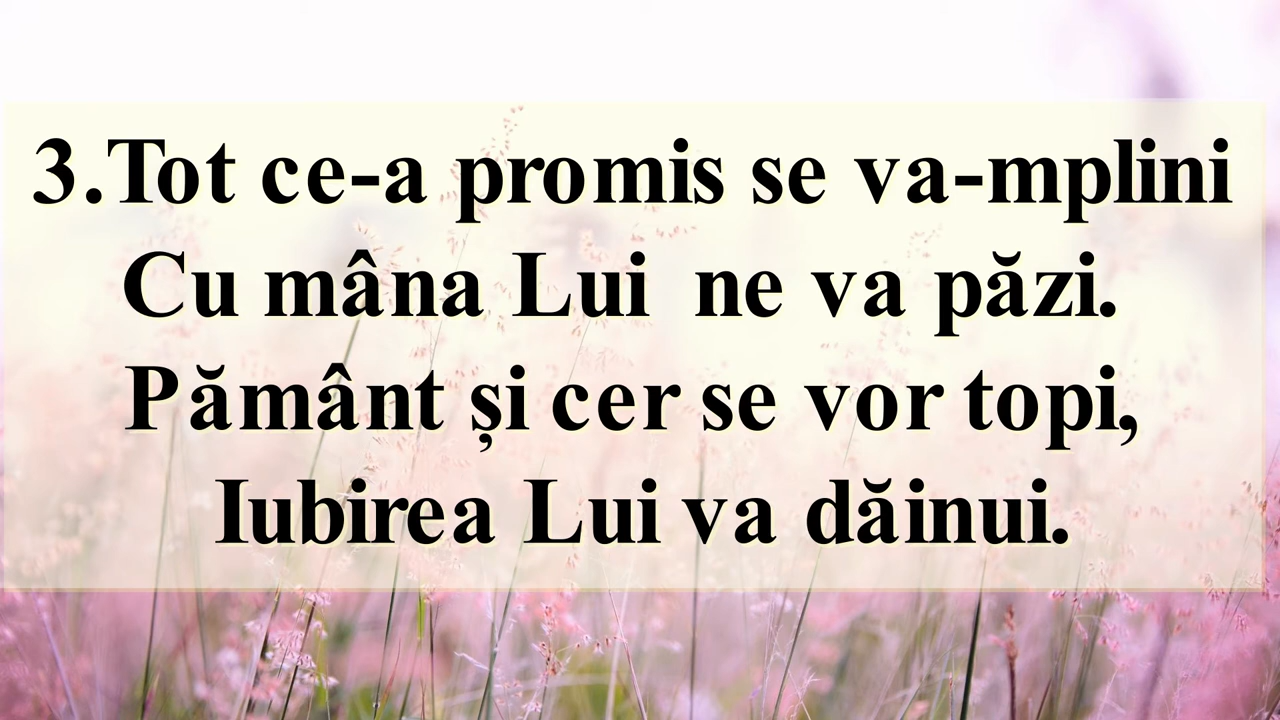 3.Tot ce-a promis se va-mplini
Cu mâna Lui ne va păzi.
Pământ și cer se vor topi,
Iubirea Lui va dăinui.